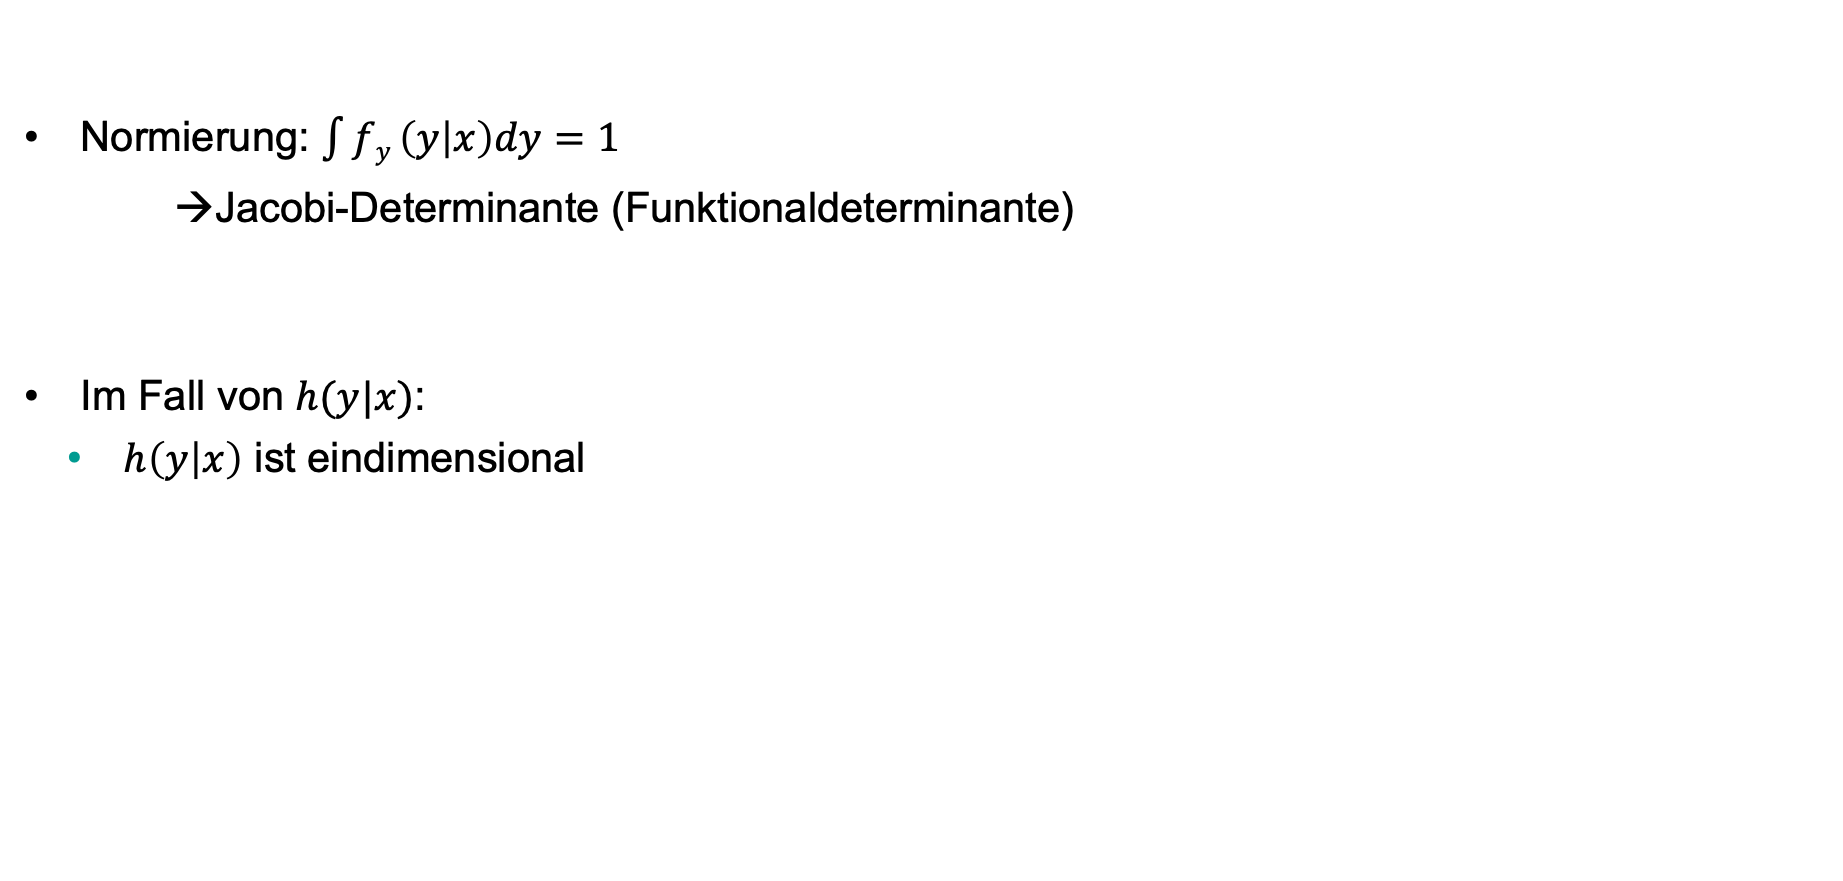 • Normierung: ∫ f_y (y|x)dy = 1
→Jacobi-Determinante (Funktionaldeterminante)
• Im Fall von h(y|x):
• h(y|x) ist eindimensional